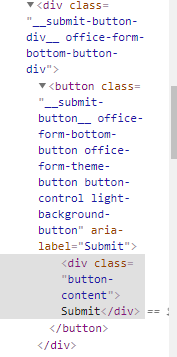 ▼<div class=
"__submit-button-
div__ office-form-
bottom-button-
div">
▼<button class=
"__submit-
button__ office-
form-bottom-
button office-
form-theme-
button button-
control light-
background-
button" aria-
label="Submit">
<div class=
"button-
content">
Submit</div> ==
</button>
</div>